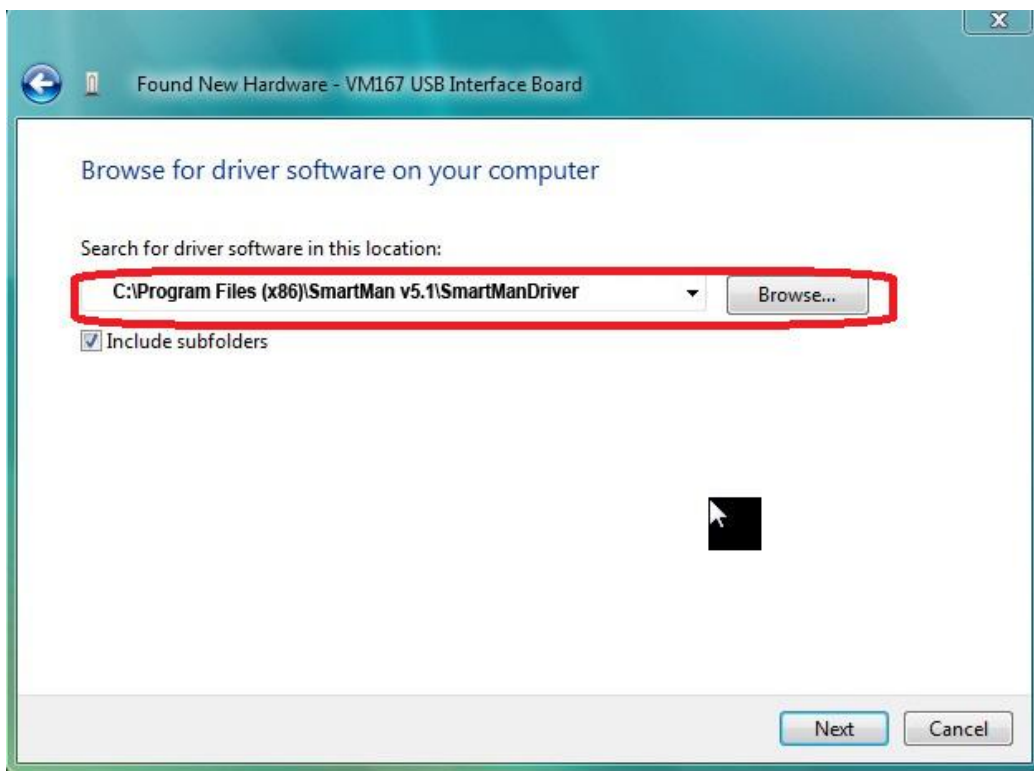 Found New Hardware - VM167 USB Interface Board
Browse for driver software on your computer
Search for driver software in this location:
C:\Program Files (x86)\SmartMan v5.1\SmartManDriver
Browse...
Include subfolders
Next
Cancel